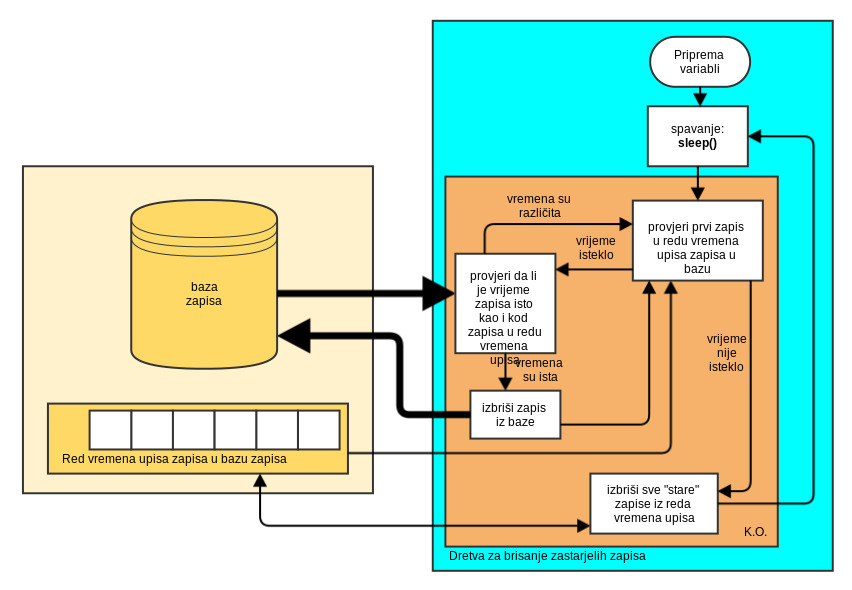 Priprema
variabli
spavanje:
sleep()
vremena su
različita
provjeri prvi zapis
u redu vremena
upisa zapisa u
bazu
vrijeme
isteklo
provjeri da li
je vrijeme
zapisa isto
kao i kod
zapisa u redu
vremena
upisa
baza
zapisa
vrijeme
nije
isteklo
vremena
su ista
izbriši zapis
iz baze
Red vremena upisa zapisa u bazu zapisa
izbriši sve "stare"
zapise iz reda
vremena upisa
K.O.
Dretva za brisanje zastarjelih zapisa